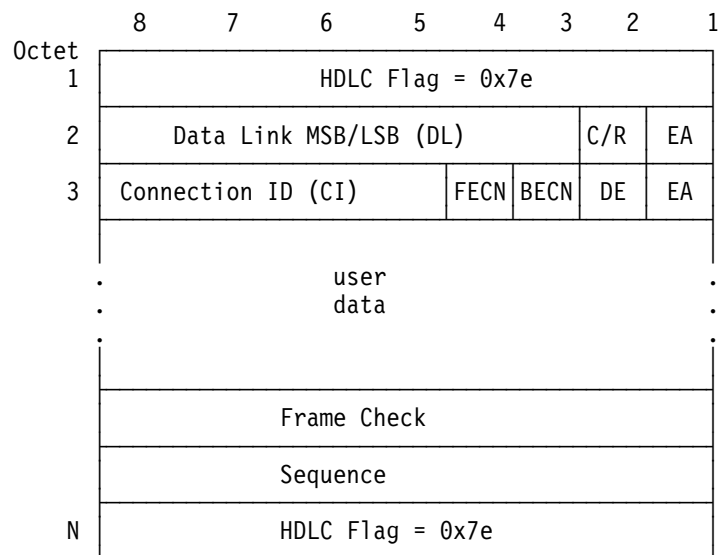 8 7 6 5 4 3 2 1
Octet
1 HDLC Flag = 0x7e
2 Data Link MSB/LSB (DL) C/R EA
3 Connection ID (CI) FECN BECN DE EA
. user .
. data .
. .
Frame Check
Sequence
N HDLC Flag = 0x7e